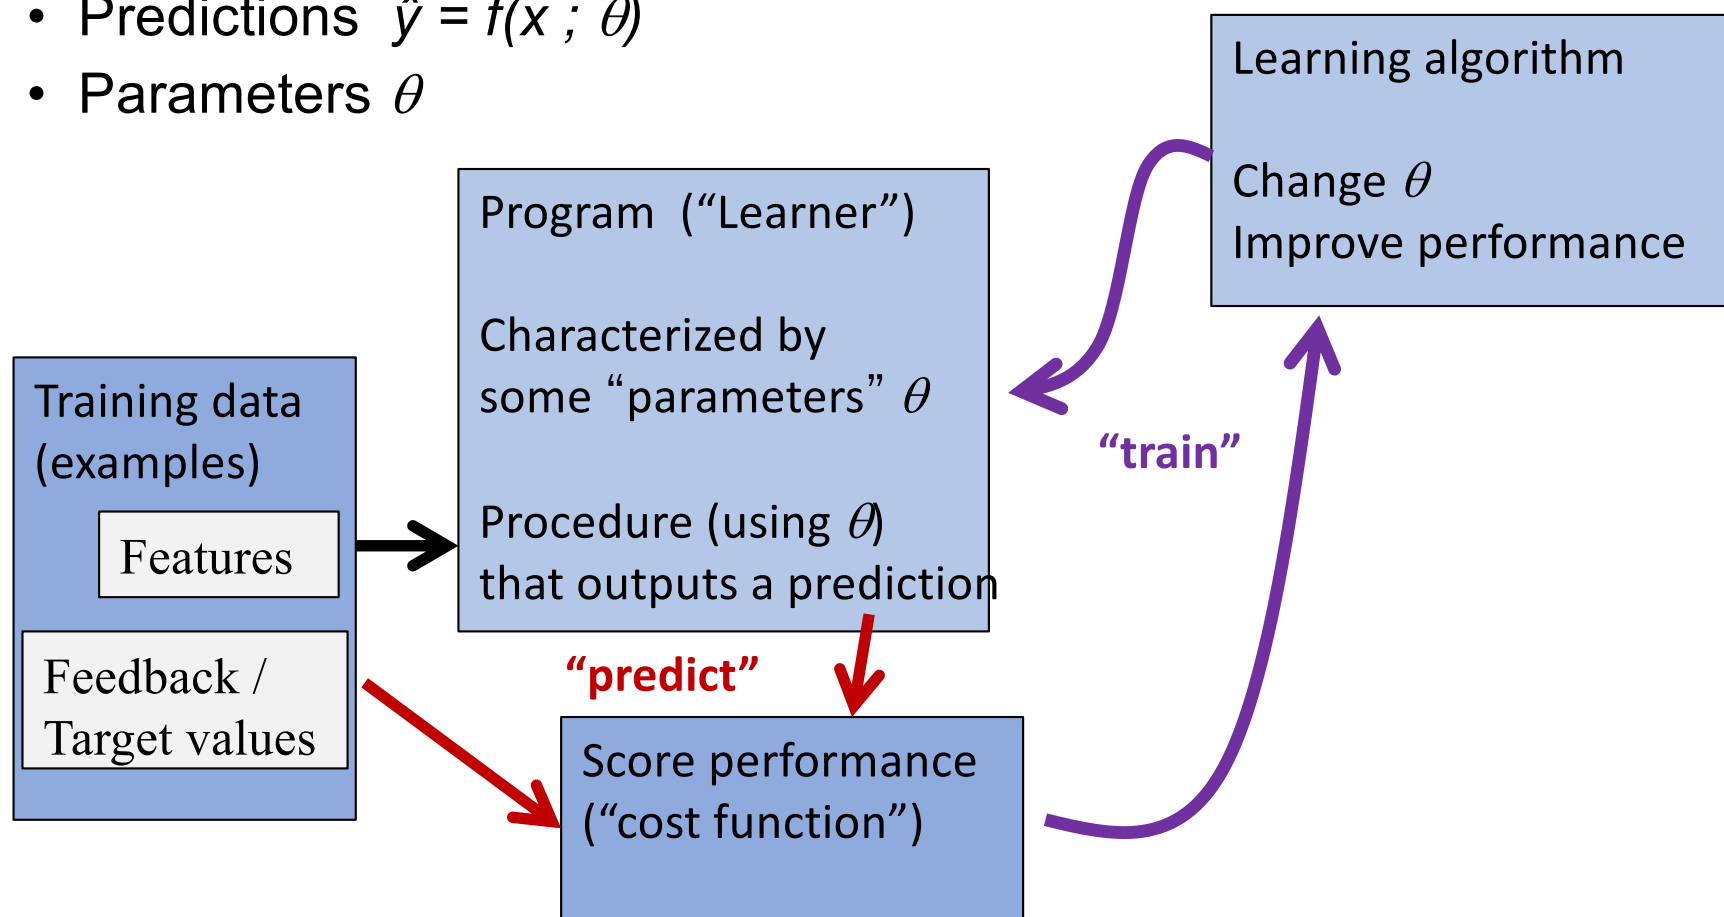 • Predictions ŷ = f(x ; θ)
• Parameters θ
Learning algorithm
Change θ
Improve performance
Program (“Learner”)
Characterized by
some “parameters” θ
Procedure (using θ)
that outputs a prediction
Training data
(examples)
Features
Feedback /
Target values
“train”
“predict”
Score performance
(“cost function”)